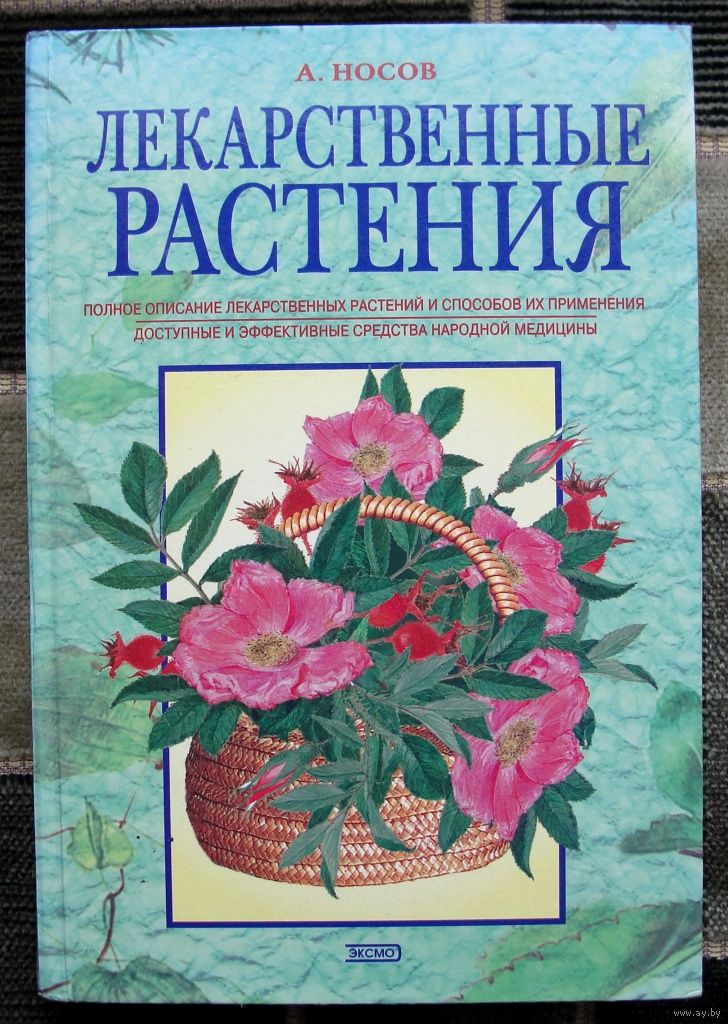 А. НОСОВ
ЛЕКАРСТВЕННЫЕ
РАСТЕНИЯ
ПОЛНОЕ ОПИСАНИЕ ЛЕКАРСТВЕННЫХ РАСТЕНИЙ И СПОСОБОВ ИХ ПРИМЕНЕНИЯ
ДОСТУПНЫЕ И ЭФФЕКТИВНЫЕ СРЕДСТВА НАРОДНОЙ МЕДИЦИНЫ
ЭКСМО
www.ay.by